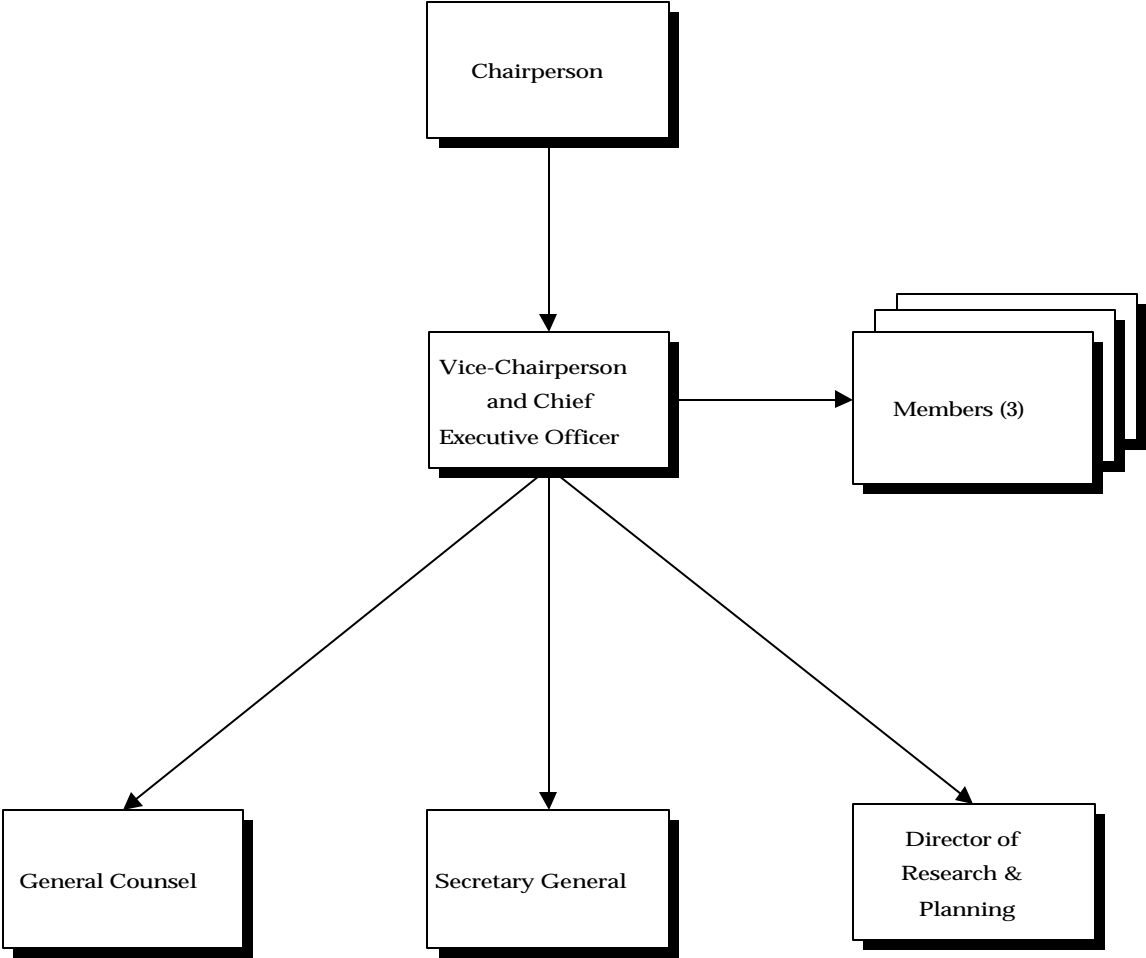 Chairperson
Vice-Chairperson
and Chief
Executive Officer
Members (3)
General Counsel
Secretary General
Director of
Research &
Planning